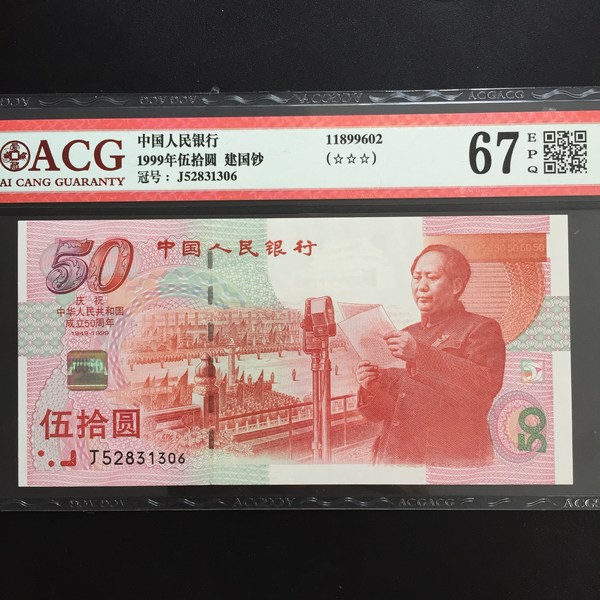 ACG
AI CANG GUARANTY
中国人民银行
1999年伍拾圆 建国钞
冠号: J52831306
11899602
(☆☆☆)
67
EPQ
50
中国人民银行
庆祝
中华人民共和国
成立50周年
1949-1999
伍拾圆
J52831306
50
ACGACG